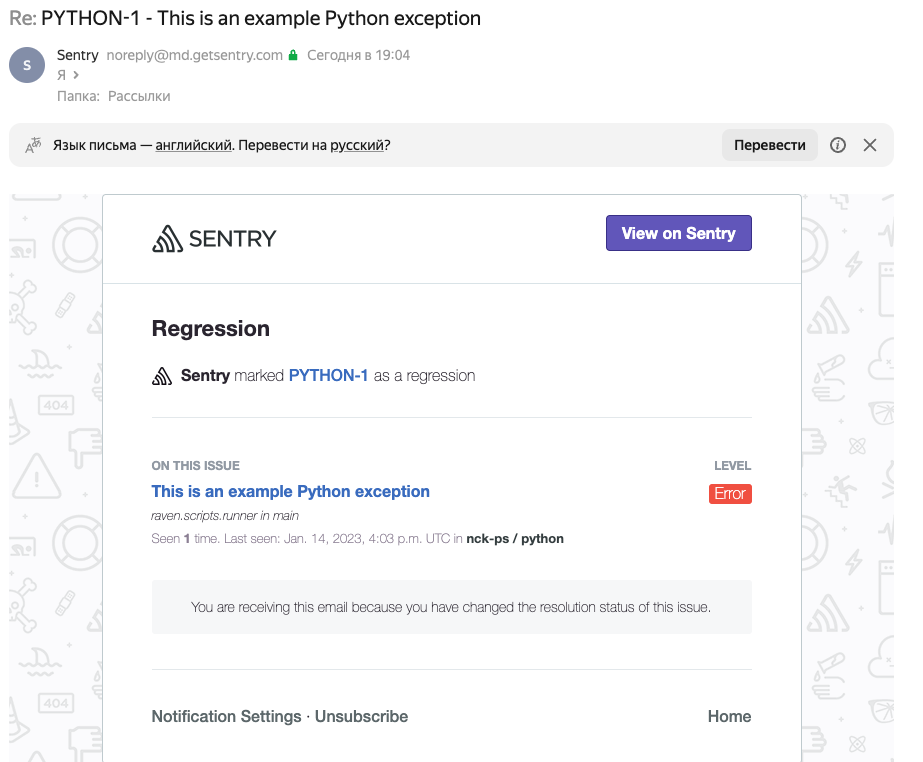 Re: PYTHON-1 - This is an example Python exception
S
Sentry noreply@md.getsentry.com Сегодня в 19:04
Я >
Папка: Рассылки
Язык письма — английский. Перевести на русский?
Перевести
SENTRY
View on Sentry
Regression
Sentry marked PYTHON-1 as a regression
ON THIS ISSUE
LEVEL
This is an example Python exception
Error
raven.scripts.runner in main
Seen 1 time. Last seen: Jan. 14, 2023, 4:03 p.m. UTC in nck-ps / python
You are receiving this email because you have changed the resolution status of this issue.
Notification Settings · Unsubscribe
Home
404
404